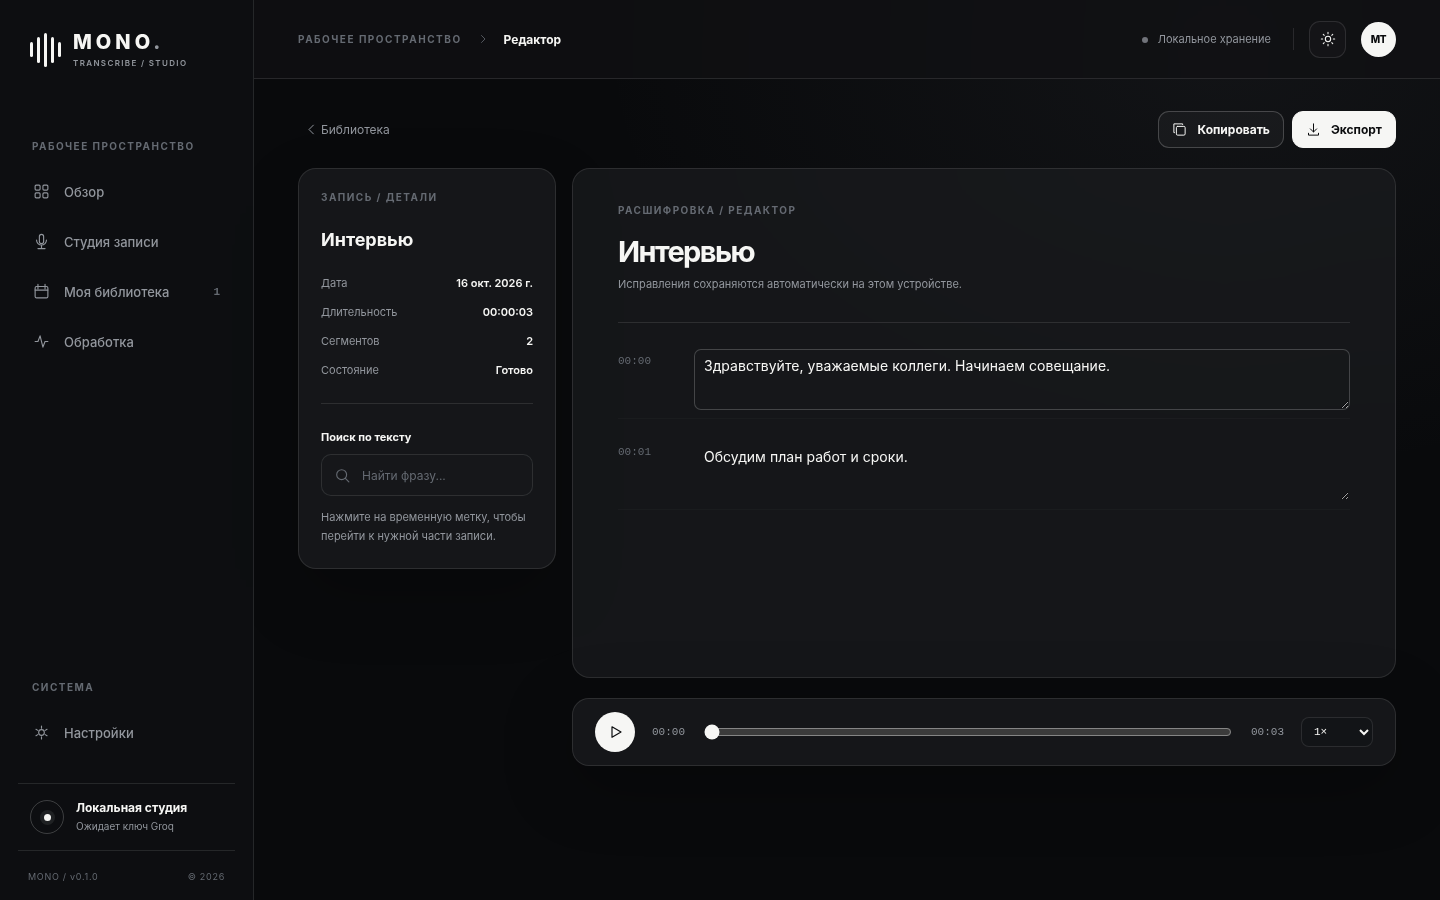 MONO.
TRANSCRIBE / STUDIO
РАБОЧЕЕ ПРОСТРАНСТВО
Обзор
Студия записи
Моя библиотека 1
Обработка
СИСТЕМА
Настройки
Локальная студия
Ожидает ключ Groq
MONO / v0.1.0 © 2026
РАБОЧЕЕ ПРОСТРАНСТВО Редактор
Локальное хранение MT
Библиотека
Копировать Экспорт
ЗАПИСЬ / ДЕТАЛИ
Интервью
Дата 16 окт. 2026 г.
Длительность 00:00:03
Сегментов 2
Состояние Готово
Поиск по тексту
Найти фразу...
Нажмите на временную метку, чтобы
перейти к нужной части записи.
РАСШИФРОВКА / РЕДАКТОР
Интервью
Исправления сохраняются автоматически на этом устройстве.
00:00 Здравствуйте, уважаемые коллеги. Начинаем совещание.
00:01 Обсудим план работ и сроки.
00:00 00:03 1×